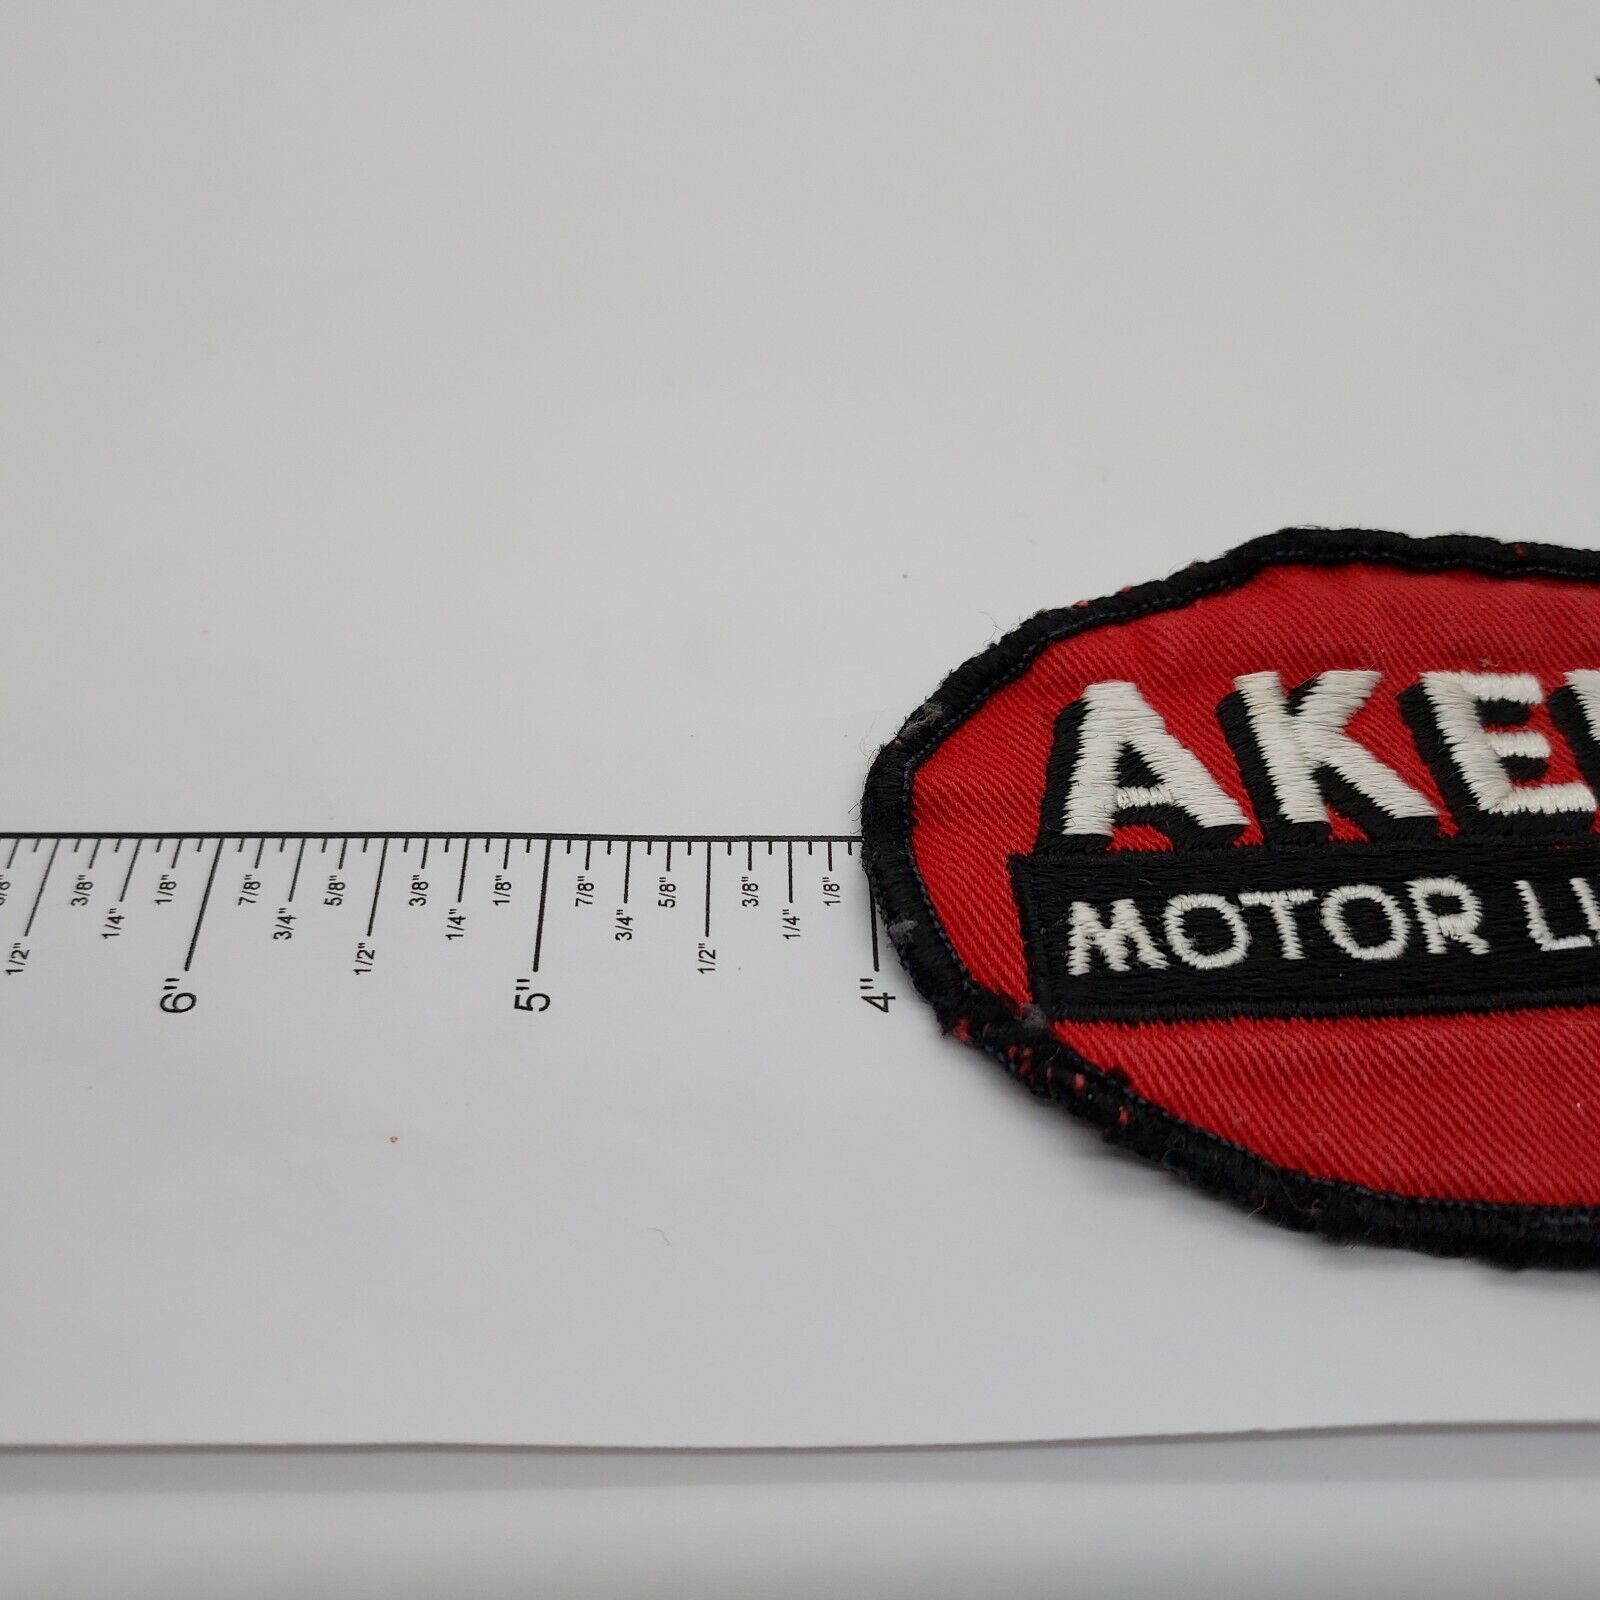 AKE
MOTOR LI
3/8" 1/4" 1/8" 7/8" 3/4" 5/8" 3/8" 1/4" 1/8" 7/8" 3/4" 5/8" 3/8" 1/4" 1/8"
1/2" 1/2" 1/2"
6" 5" 4"